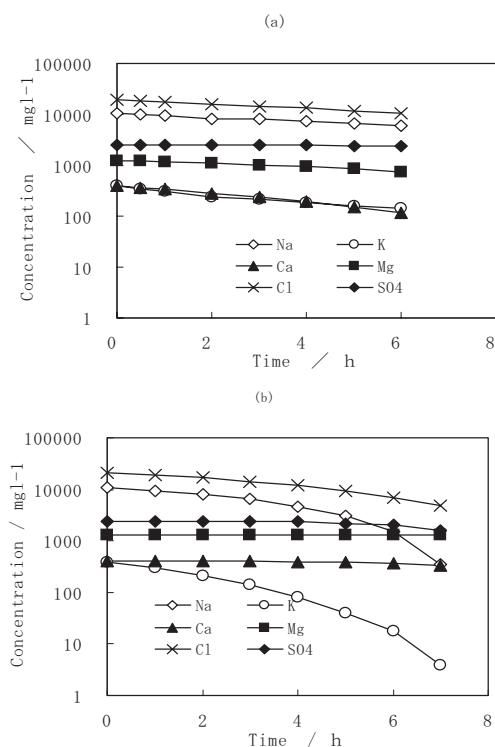 (a)
100000
10000
1000
100
10
1
Concentration / mgl-1
Na K
Ca Mg
Cl SO4
0 2 4 6 8
Time / h
(b)
100000
10000
1000
100
10
1
Concentration / mgl-1
Na K
Ca Mg
Cl SO4
0 2 4 6 8
Time / h